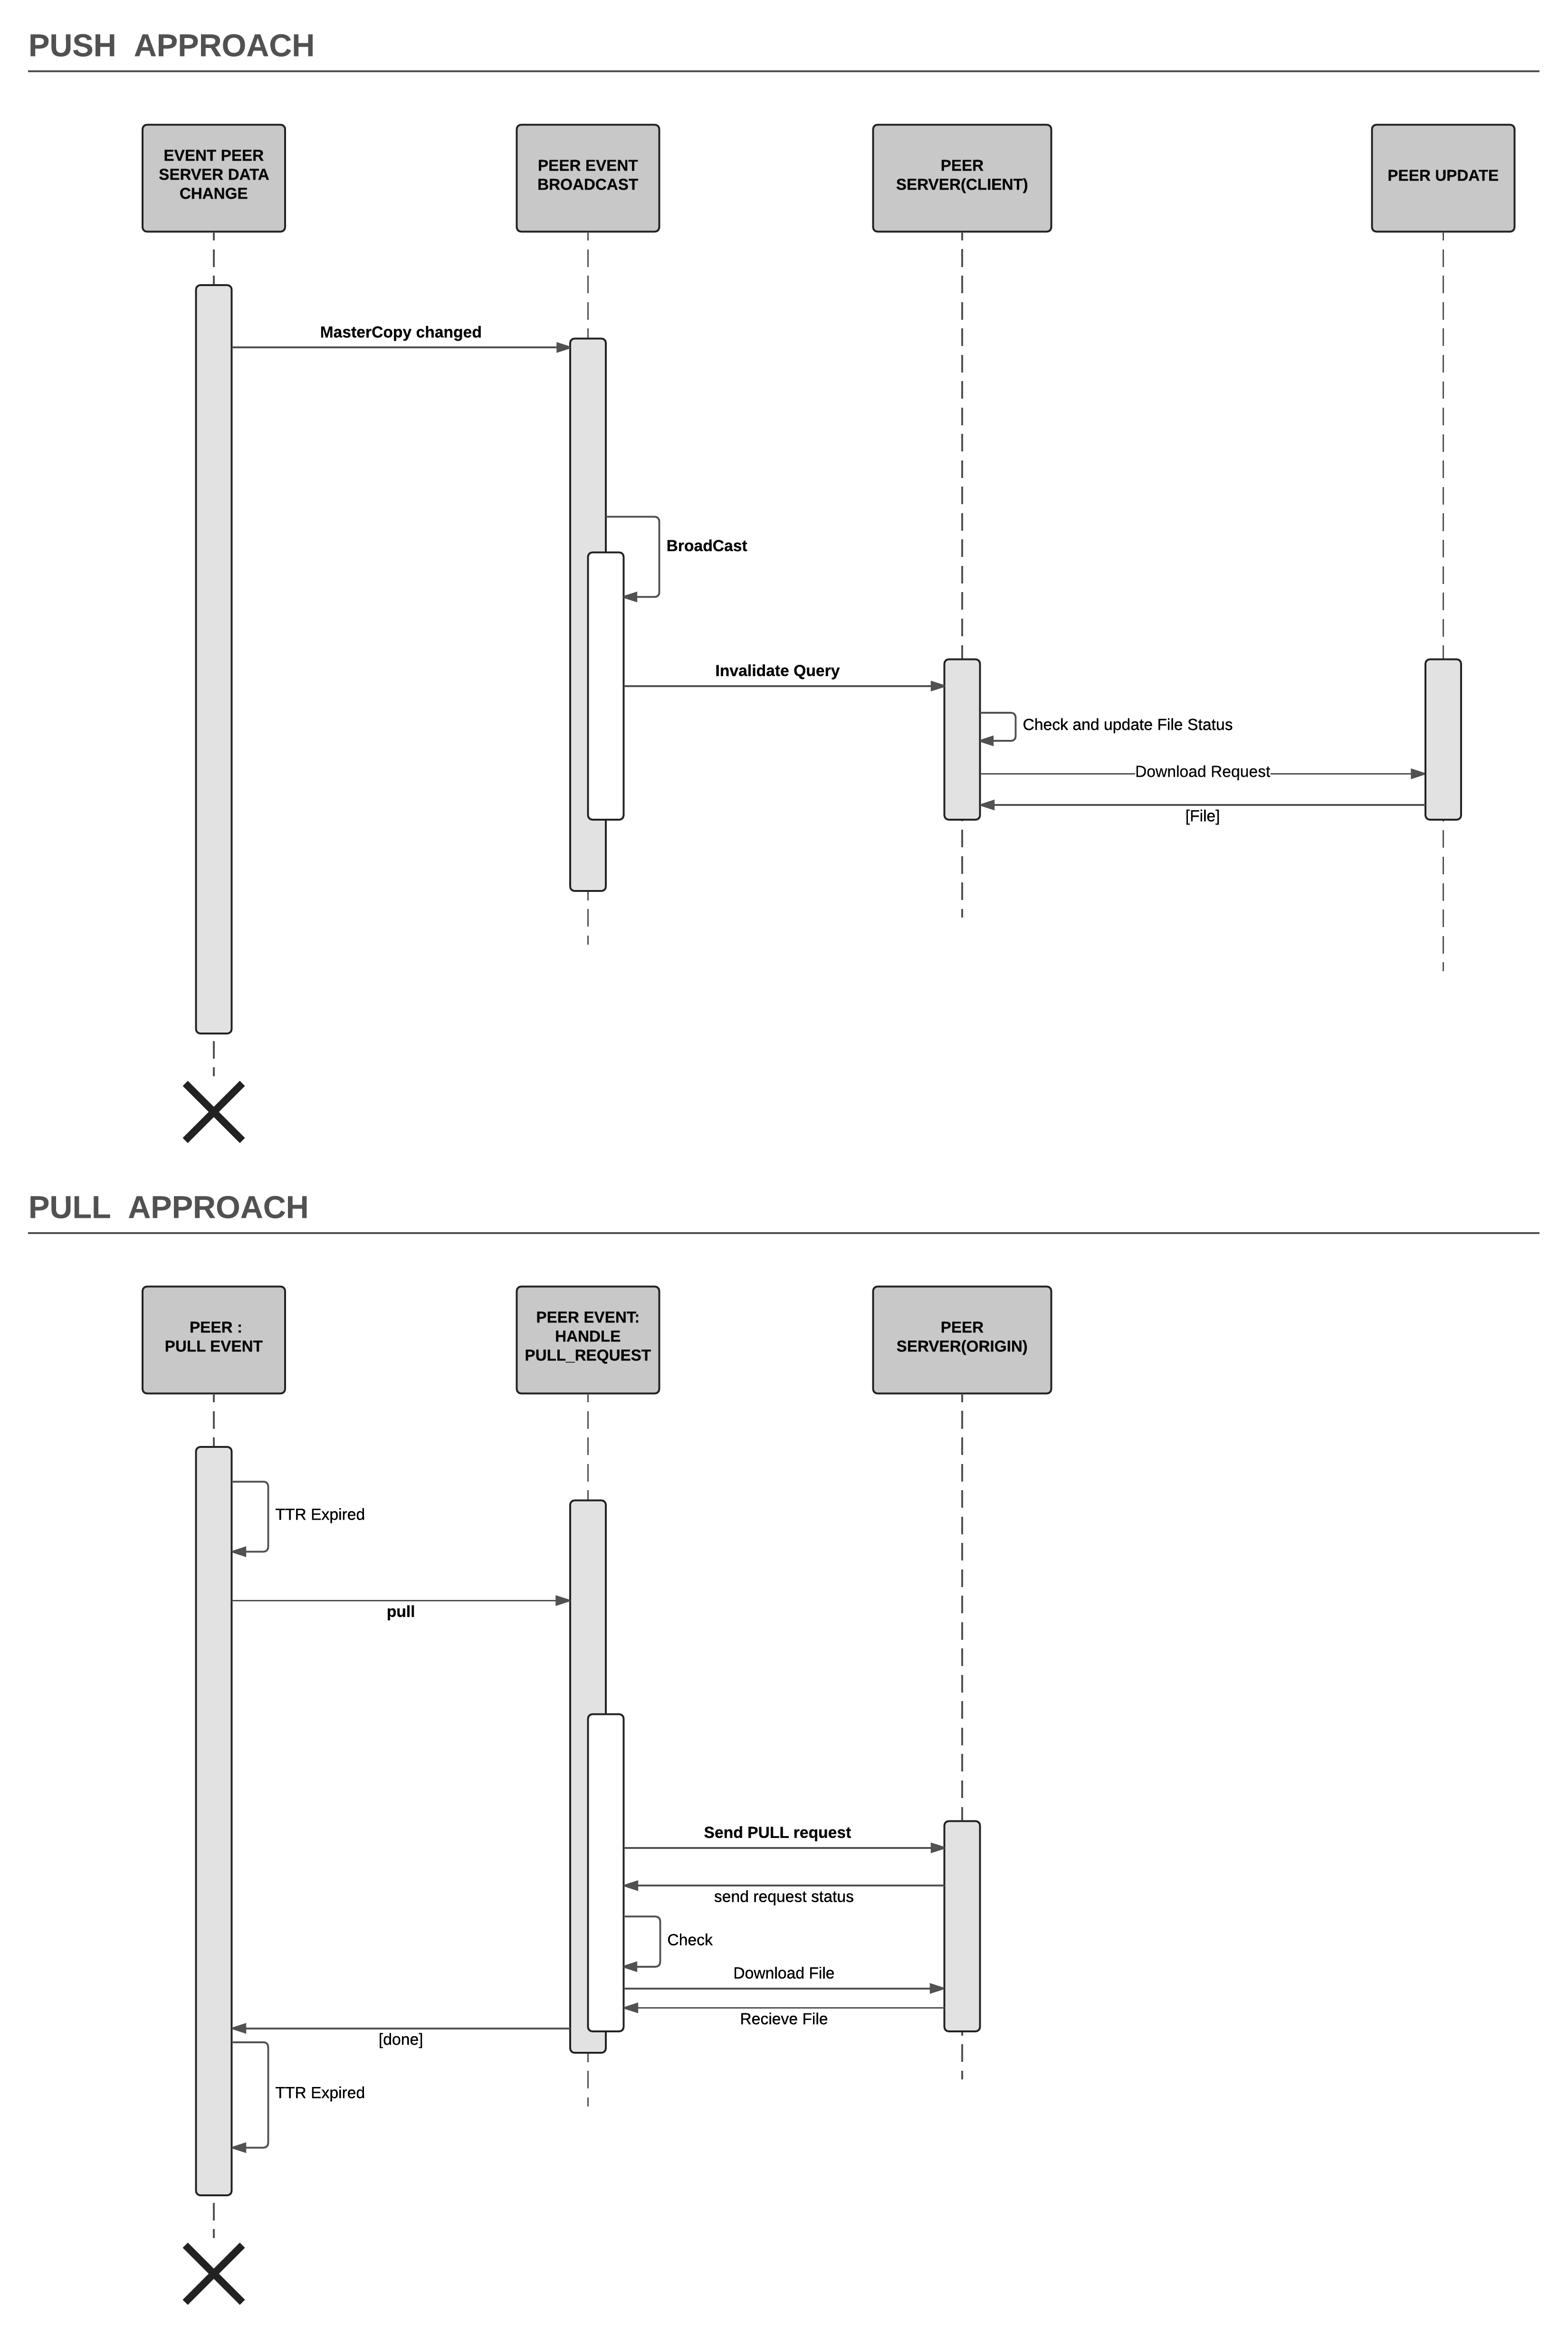 PUSH APPROACH
EVENT PEER
SERVER DATA
CHANGE
PEER EVENT
BROADCAST
PEER
SERVER(CLIENT)
PEER UPDATE
MasterCopy changed
BroadCast
Invalidate Query
Check and update File Status
Download Request
[File]
PULL APPROACH
PEER :
PULL EVENT
PEER EVENT:
HANDLE
PULL_REQUEST
PEER
SERVER(ORIGIN)
TTR Expired
pull
Send PULL request
send request status
Check
Download File
Recieve File
[done]
TTR Expired